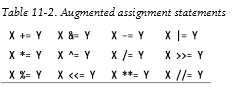 Table 11-2. Augmented assignment statements
X += Y X &= Y X -= Y X |= Y
X *= Y X ^= Y X /= Y X >>= Y
X %= Y X <<= Y X **= Y X //= Y